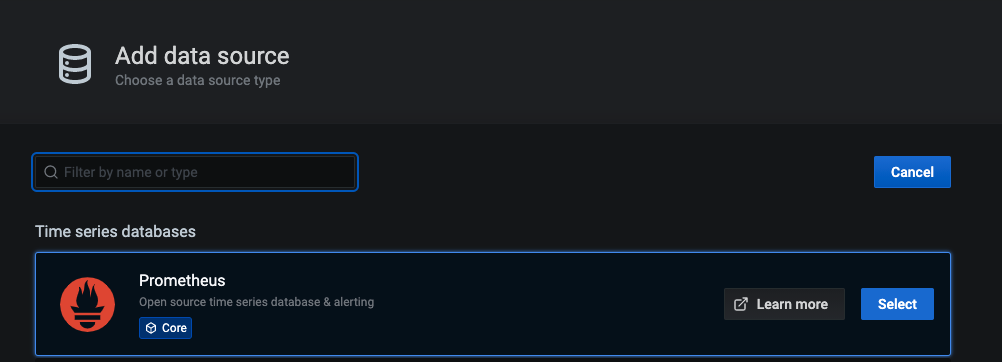 Add data source
Choose a data source type
Filter by name or type
Cancel
Time series databases
Prometheus
Open source time series database & alerting
Core
Learn more
Select